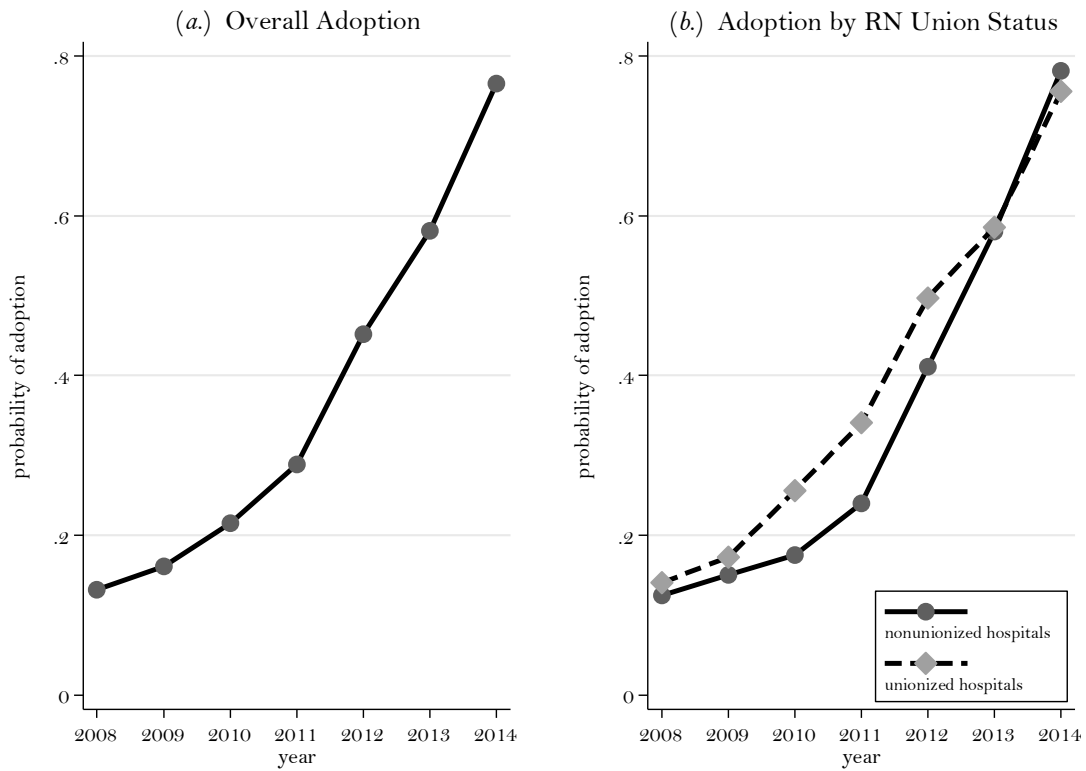 (a.) Overall Adoption
.8
.6
.4
.2
0
probability of adoption
2008 2009 2010 2011 2012 2013 2014
year
(b.) Adoption by RN Union Status
.8
.6
.4
.2
0
probability of adoption
2008 2009 2010 2011 2012 2013 2014
year
nonunionized hospitals
unionized hospitals